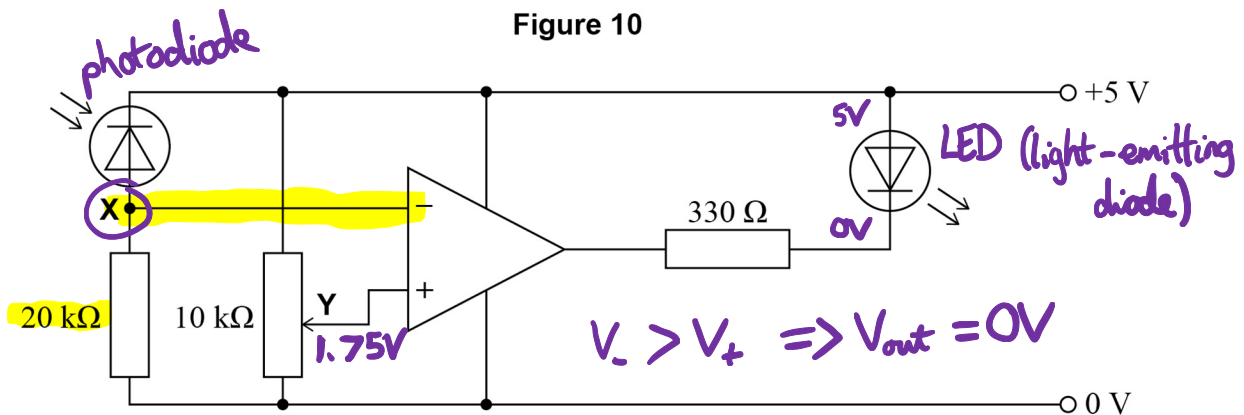 Figure 10
photodiode
+5 V
5V
LED (light-emitting
diode)
X
−
330 Ω
0V
+
20 kΩ
10 kΩ
Y
1.75V
V₋ > V₊ => Vout = 0V
0 V